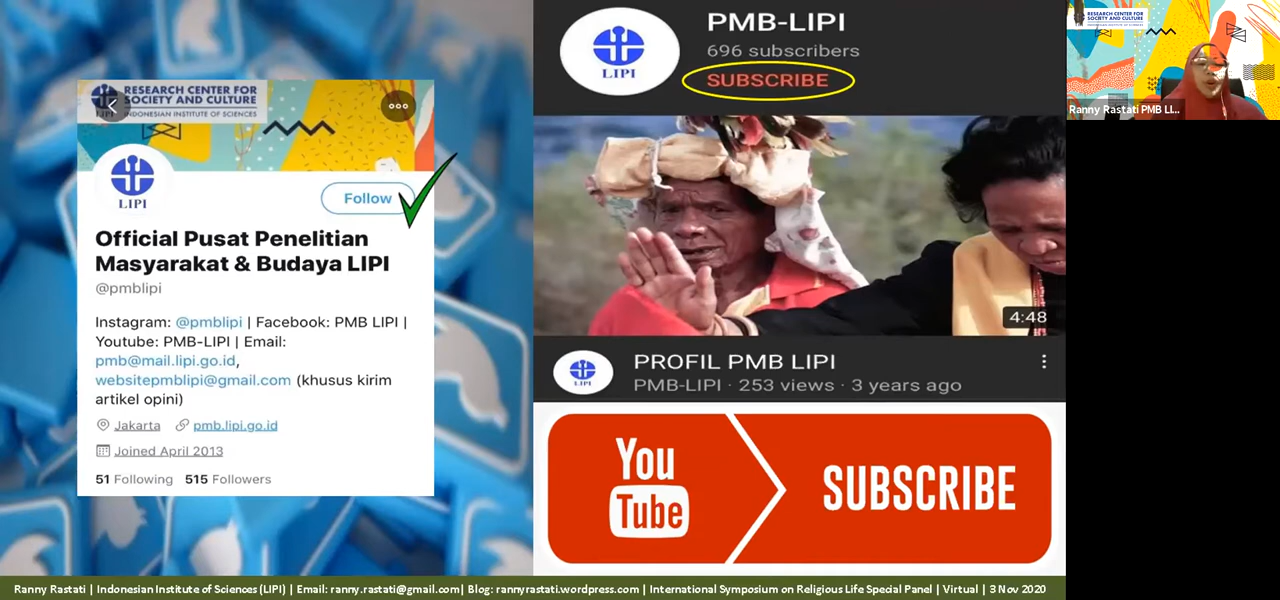 RESEARCH CENTER FOR
SOCIETY AND CULTURE
LIPI INDONESIAN INSTITUTE OF SCIENCES
LIPI
Follow
Official Pusat Penelitian
Masyarakat & Budaya LIPI
@pmblipi
Instagram: @pmblipi | Facebook: PMB LIPI |
Youtube: PMB-LIPI | Email:
pmb@mail.lipi.go.id,
websitepmblipi@gmail.com (khusus kirim
artikel opini)
Jakarta pmb.lipi.go.id
Joined April 2013
51 Following 515 Followers
LIPI
PMB-LIPI
696 subscribers
SUBSCRIBE
4:48
LIPI
PROFIL PMB LIPI
PMB-LIPI · 253 views · 3 years ago
You
Tube
SUBSCRIBE
RESEARCH CENTER FOR
SOCIETY AND CULTURE
INDONESIAN INSTITUTE OF SCIENCES
Ranny Rastati PMB LI...
Ranny Rastati | Indonesian Institute of Sciences (LIPI) | Email: ranny.rastati@gmail.com| Blog: rannyrastati.wordpress.com | International Symposium on Religious Life Special Panel | Virtual | 3 Nov 2020